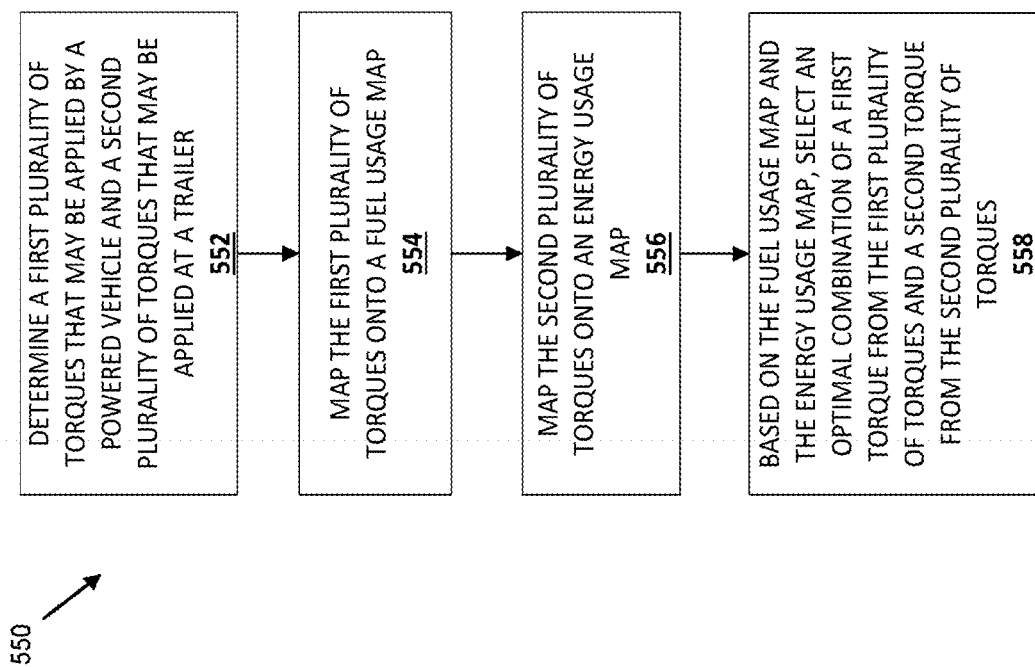 550
DETERMINE A FIRST PLURALITY OF
TORQUES THAT MAY BE APPLIED BY A
POWERED VEHICLE AND A SECOND
PLURALITY OF TORQUES THAT MAY BE
APPLIED AT A TRAILER
552
MAP THE FIRST PLURALITY OF
TORQUES ONTO A FUEL USAGE MAP
554
MAP THE SECOND PLURALITY OF
TORQUES ONTO AN ENERGY USAGE
MAP
556
BASED ON THE FUEL USAGE MAP AND
THE ENERGY USAGE MAP, SELECT AN
OPTIMAL COMBINATION OF A FIRST
TORQUE FROM THE FIRST PLURALITY
OF TORQUES AND A SECOND TORQUE
FROM THE SECOND PLURALITY OF
TORQUES
558